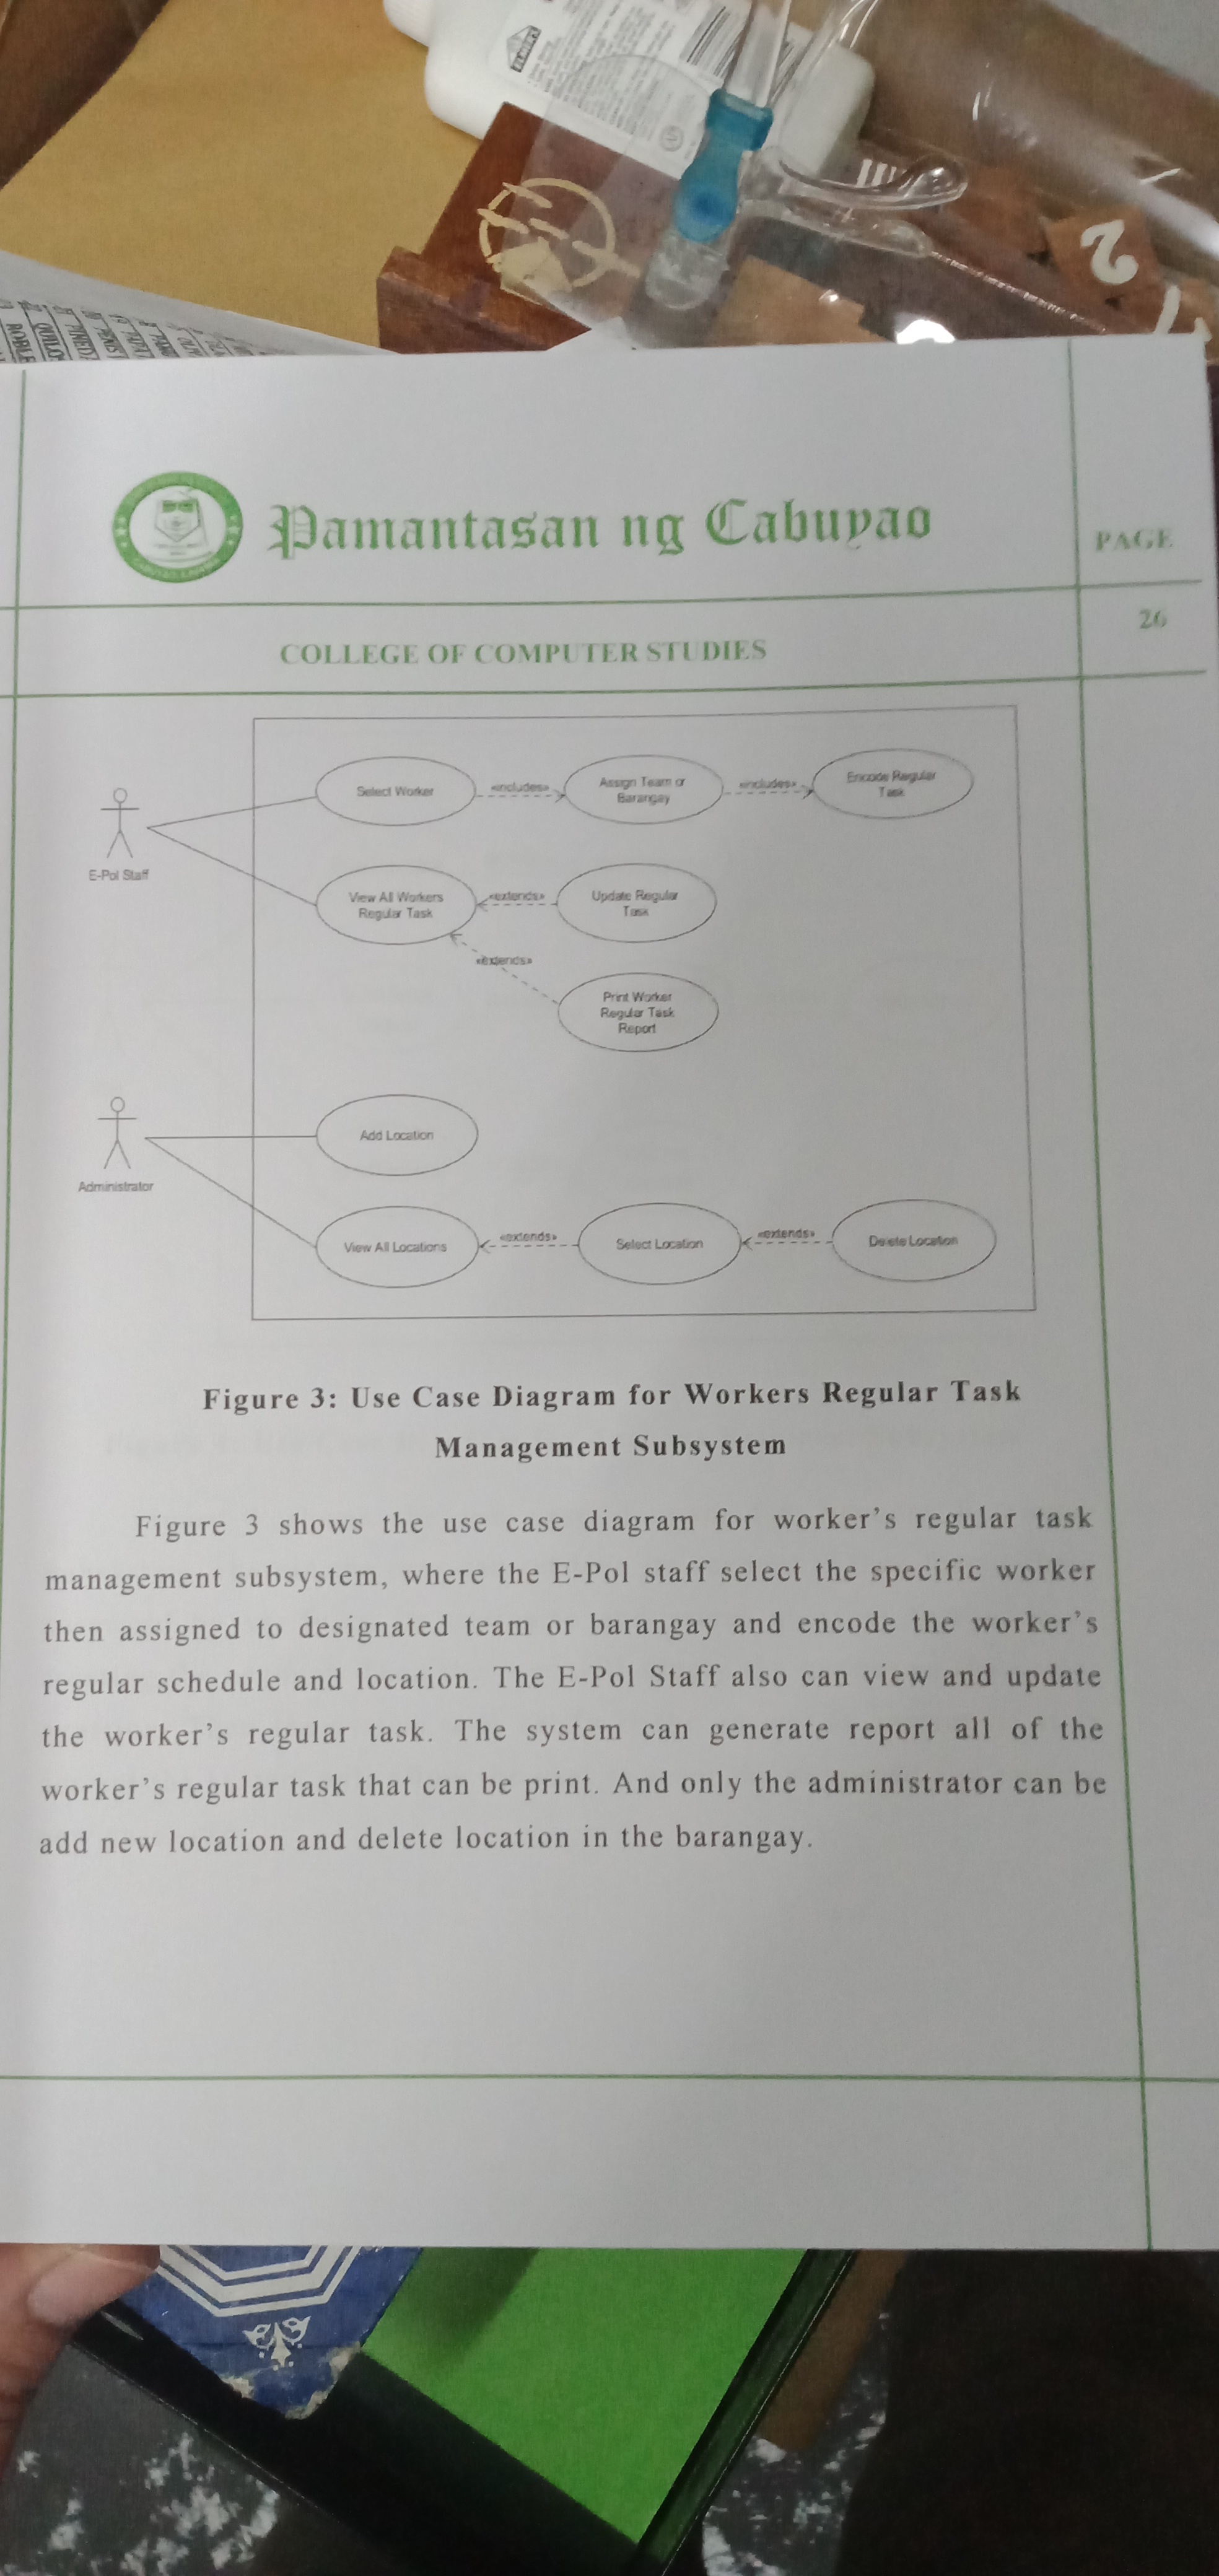 ELMER'S
2
Pamantasan ng Cabuyao
PAGE
26
COLLEGE OF COMPUTER STUDIES
Select Worker
«includes»
Assign Team or
Barangay
«includes»
Encode Regular
Task
E-Pol Staff
View All Workers
Regular Task
«extends»
Update Regular
Task
«extends»
Print Worker
Regular Task
Report
Add Location
Administrator
View All Locations
«extends»
Select Location
«extends»
Delete Location
Figure 3: Use Case Diagram for Workers Regular Task
Management Subsystem
Figure 3 shows the use case diagram for worker's regular task
management subsystem, where the E-Pol staff select the specific worker
then assigned to designated team or barangay and encode the worker's
regular schedule and location. The E-Pol Staff also can view and update
the worker's regular task. The system can generate report all of the
worker's regular task that can be print. And only the administrator can be
add new location and delete location in the barangay.